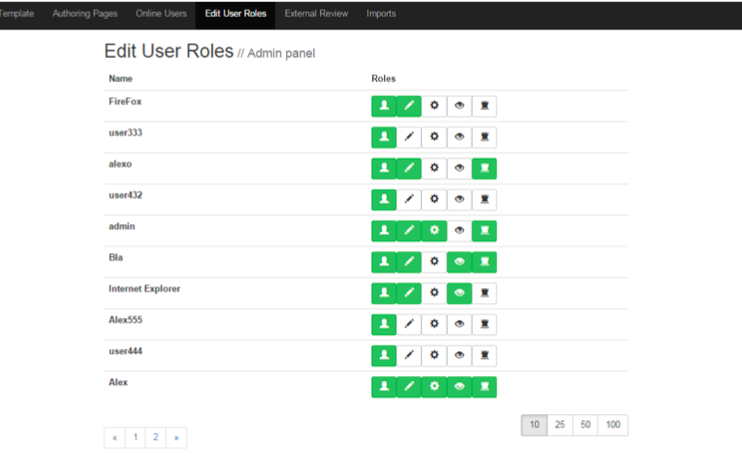 Template Authoring Pages Online Users Edit User Roles External Review Imports
Edit User Roles // Admin panel
Name Roles
FireFox
user333
alexo
user432
admin
Bla
Internet Explorer
Alex555
user444
Alex
« 1 2 »
10 25 50 100